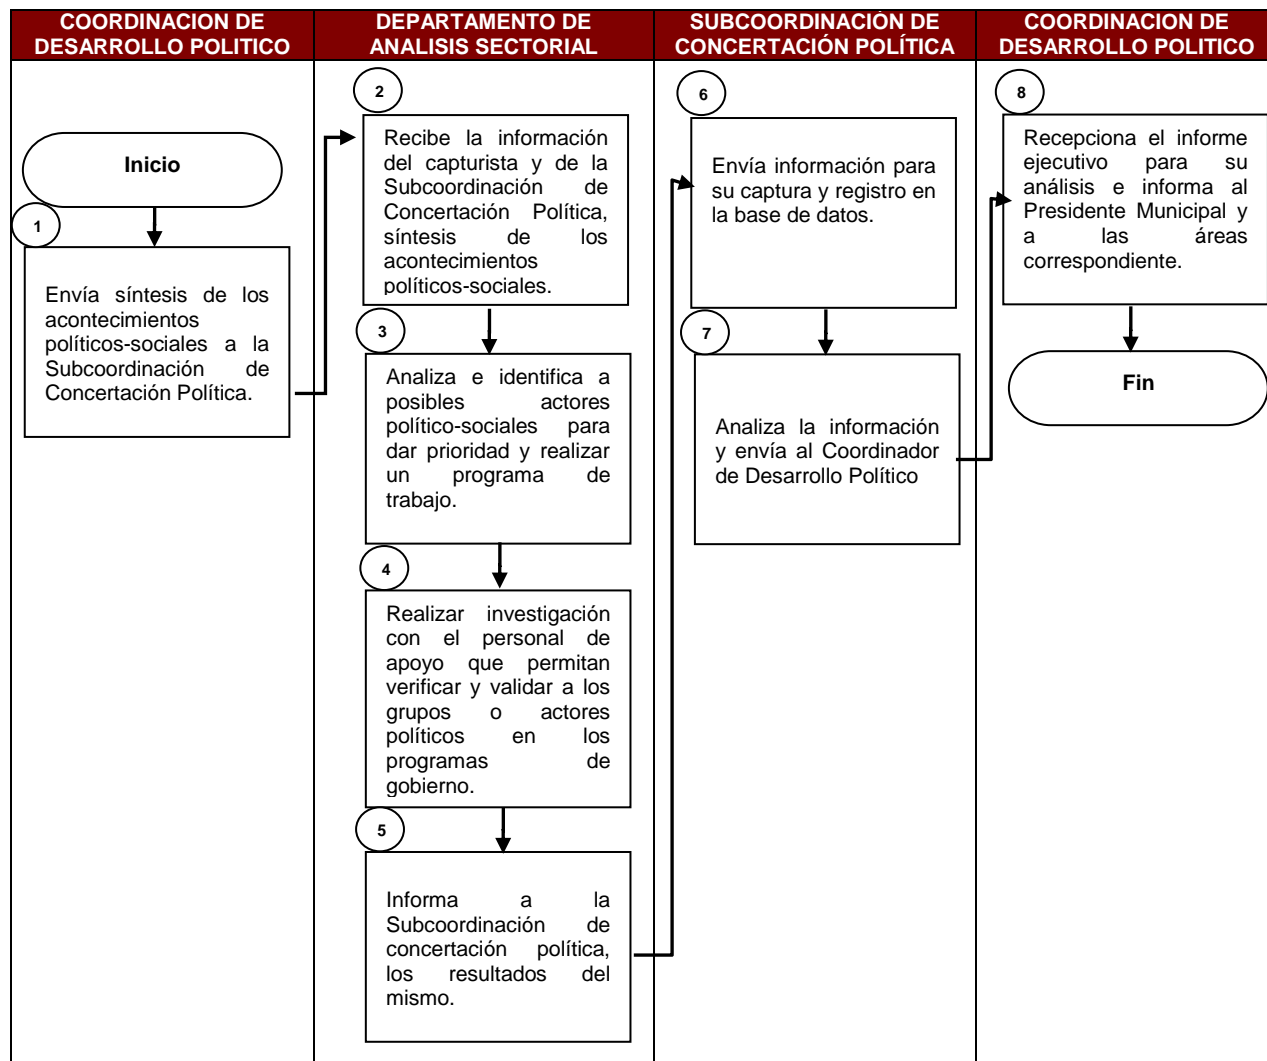 COORDINACION DE
DESARROLLO POLITICO
DEPARTAMENTO DE
ANALISIS SECTORIAL
SUBCOORDINACIÓN DE
CONCERTACIÓN POLÍTICA
COORDINACION DE
DESARROLLO POLITICO
Inicio
1
Envía síntesis de los
acontecimientos
políticos-sociales a la
Subcoordinación de
Concertación Política.
2
Recibe la información
del capturista y de la
Subcoordinación de
Concertación Política,
síntesis de los
acontecimientos
políticos-sociales.
3
Analiza e identifica a
posibles actores
político-sociales para
dar prioridad y realizar
un programa de
trabajo.
4
Realizar investigación
con el personal de
apoyo que permitan
verificar y validar a los
grupos o actores
políticos en los
programas de
gobierno.
5
Informa a la
Subcoordinación de
concertación política,
los resultados del
mismo.
6
Envía información para
su captura y registro en
la base de datos.
7
Analiza la información
y envía al Coordinador
de Desarrollo Político
8
Recepciona el informe
ejecutivo para su
análisis e informa al
Presidente Municipal y
a las áreas
correspondiente.
Fin